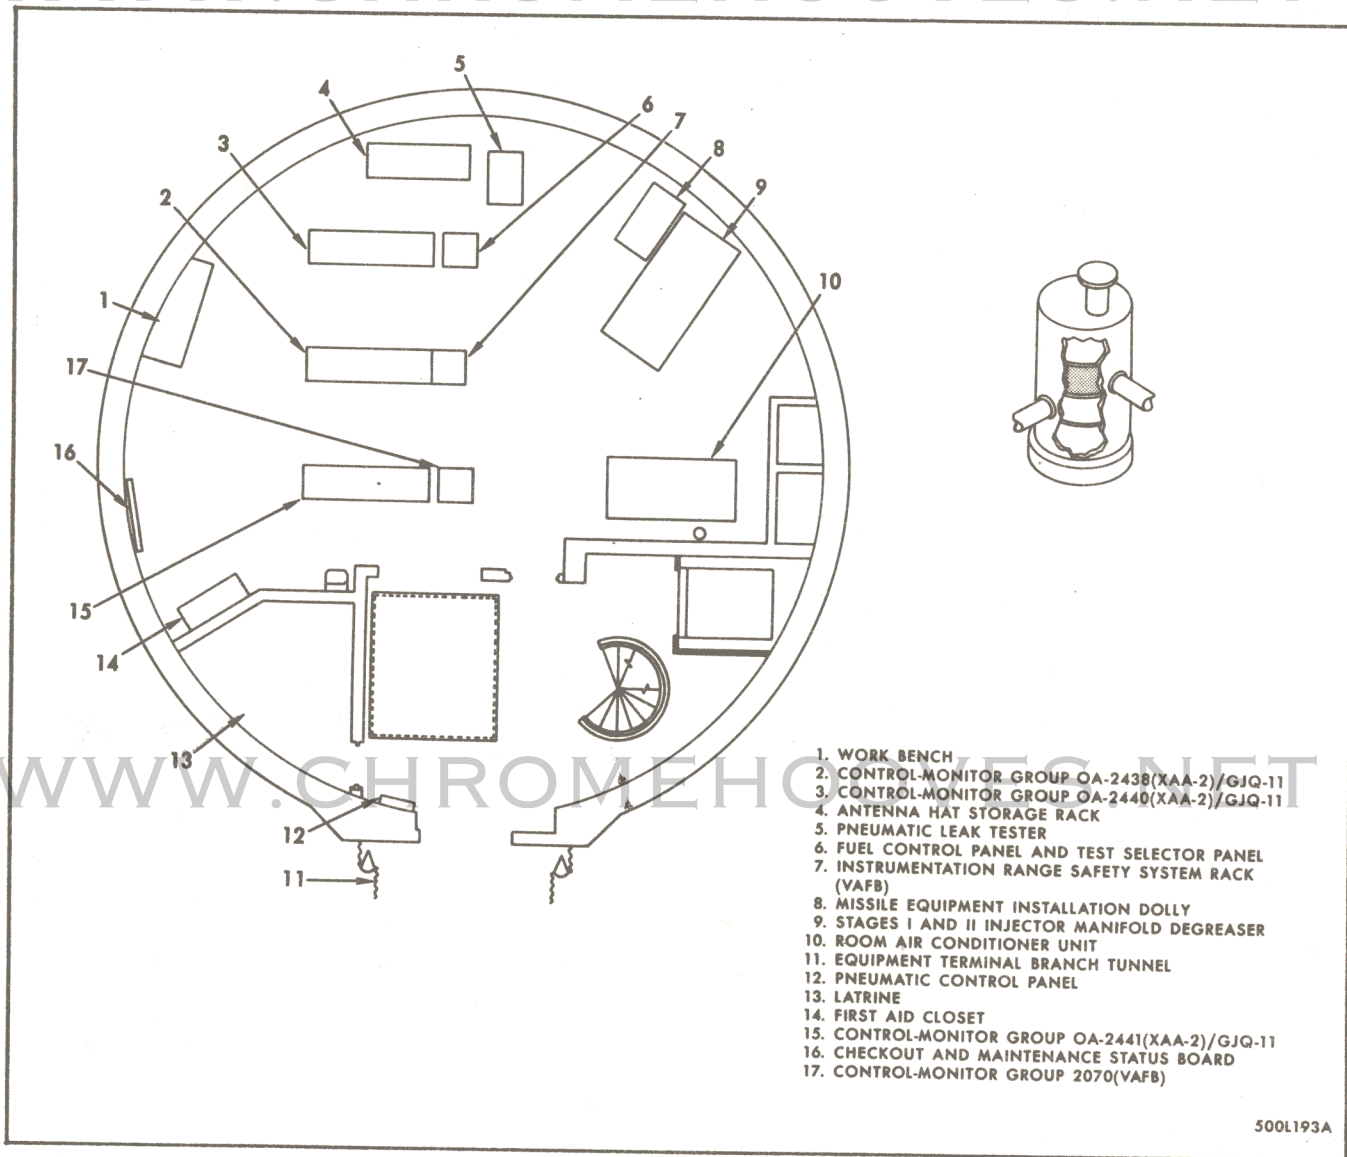 5
4
6
7
3
8
9
2
10
1
17
16
15
14
13
12
11
WWW.CHROMEHOOVES.NET
1. WORK BENCH
2. CONTROL-MONITOR GROUP OA-2438(XAA-2)/GJQ-11
3. CONTROL-MONITOR GROUP OA-2440(XAA-2)/GJQ-11
4. ANTENNA HAT STORAGE RACK
5. PNEUMATIC LEAK TESTER
6. FUEL CONTROL PANEL AND TEST SELECTOR PANEL
7. INSTRUMENTATION RANGE SAFETY SYSTEM RACK
(VAFB)
8. MISSILE EQUIPMENT INSTALLATION DOLLY
9. STAGES I AND II INJECTOR MANIFOLD DEGREASER
10. ROOM AIR CONDITIONER UNIT
11. EQUIPMENT TERMINAL BRANCH TUNNEL
12. PNEUMATIC CONTROL PANEL
13. LATRINE
14. FIRST AID CLOSET
15. CONTROL-MONITOR GROUP OA-2441(XAA-2)/GJQ-11
16. CHECKOUT AND MAINTENANCE STATUS BOARD
17. CONTROL-MONITOR GROUP 2070(VAFB)
500L193A